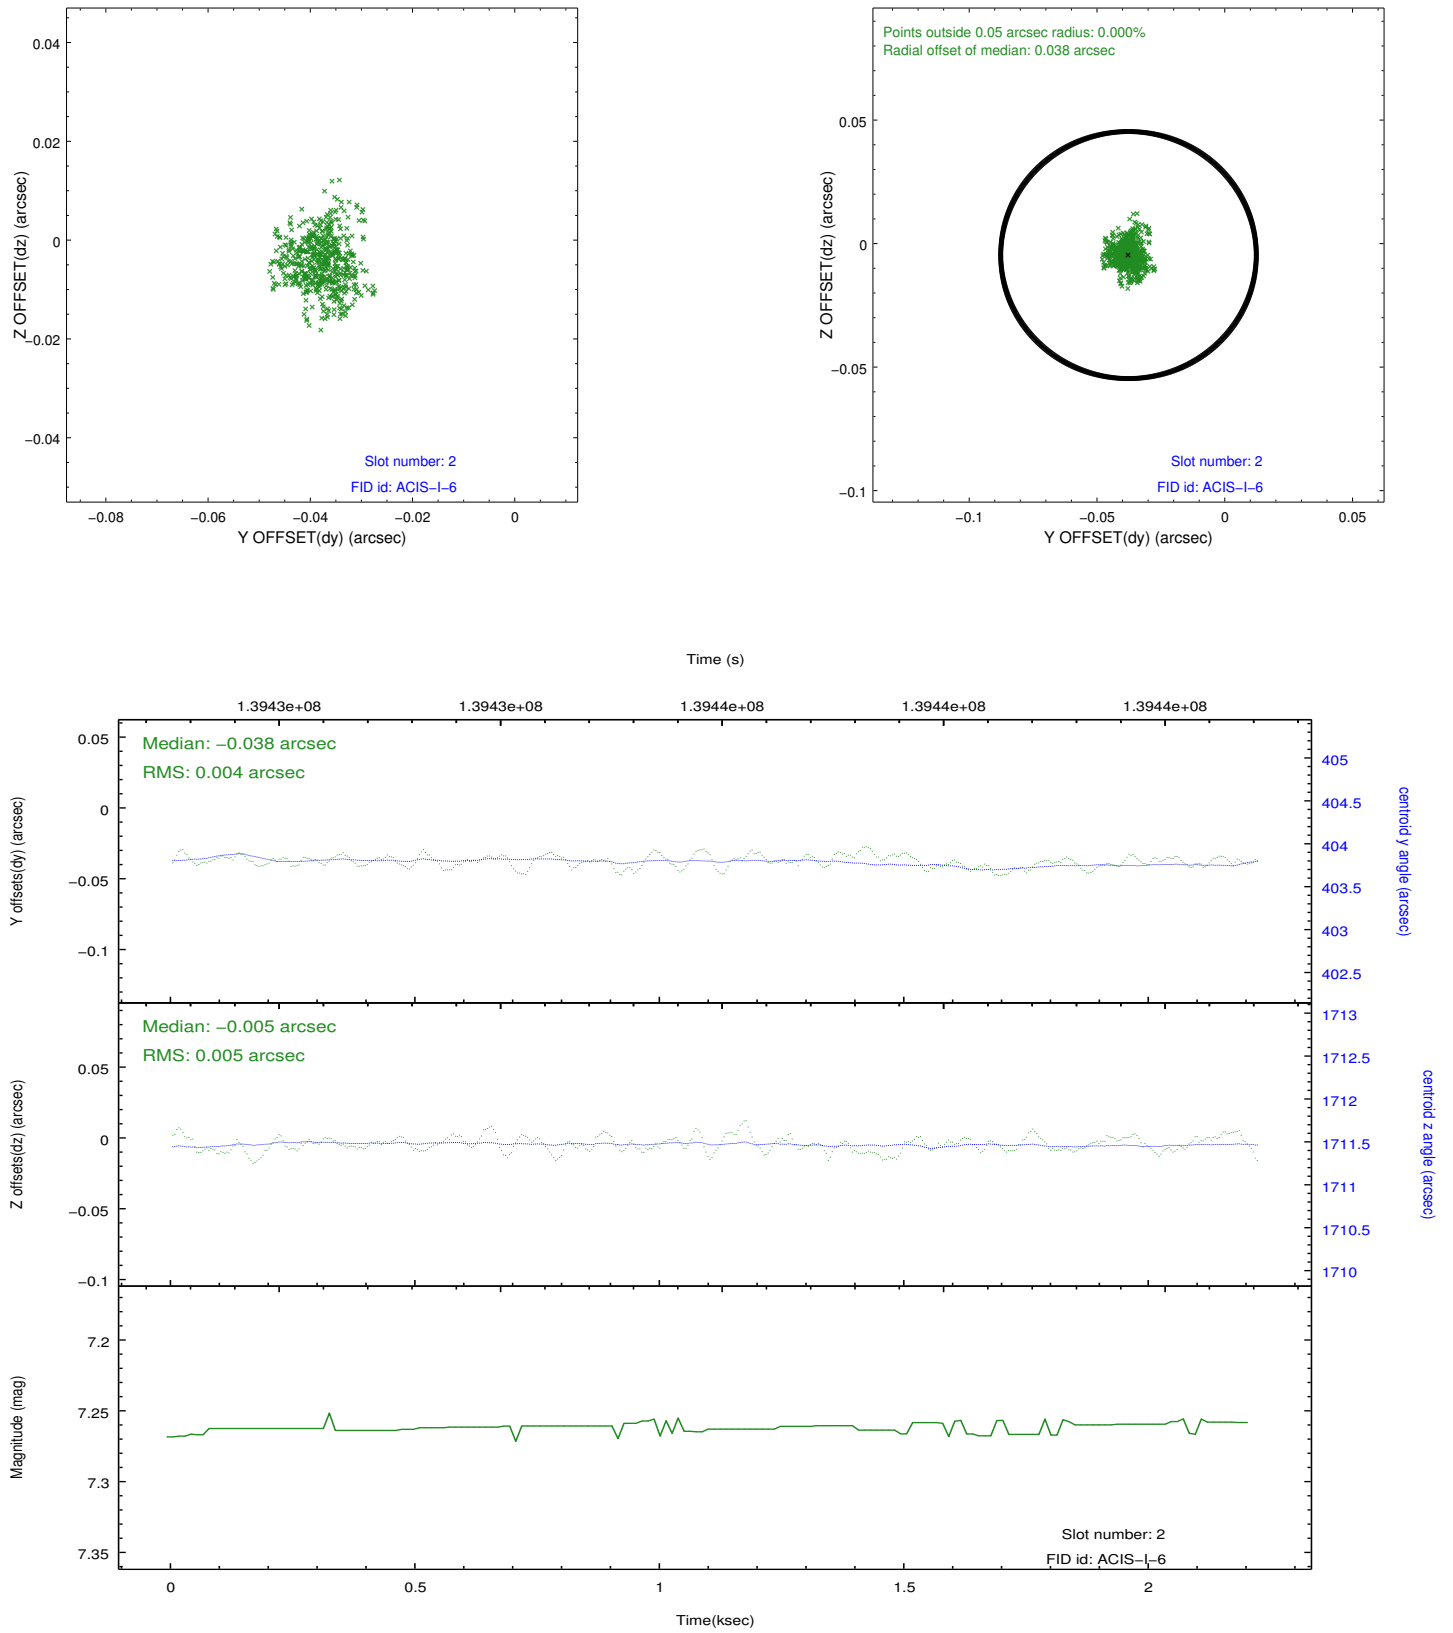 0.04
0.02
0
−0.02
−0.04
Z OFFSET(dz) (arcsec)
Slot number: 2
FID id: ACIS−I−6
−0.08 −0.06 −0.04 −0.02 0
Y OFFSET(dy) (arcsec)
Points outside 0.05 arcsec radius: 0.000%
Radial offset of median: 0.038 arcsec
0.05
0
−0.05
−0.1
Z OFFSET(dz) (arcsec)
Slot number: 2
FID id: ACIS−I−6
−0.1 −0.05 0 0.05
Y OFFSET(dy) (arcsec)
Time (s)
1.3943e+08 1.3943e+08 1.3944e+08 1.3944e+08 1.3944e+08
Median: −0.038 arcsec
RMS: 0.004 arcsec
0.05
0
−0.05
−0.1
Y offsets(dy) (arcsec)
405
404.5
404
403.5
403
402.5
centroid y angle (arcsec)
Median: −0.005 arcsec
RMS: 0.005 arcsec
0.05
0
−0.05
−0.1
Z offsets(dz) (arcsec)
1713
1712.5
1712
1711.5
1711
1710.5
1710
centroid z angle (arcsec)
7.2
7.25
7.3
7.35
Magnitude (mag)
Slot number: 2
FID id: ACIS−I−6
0 0.5 1 1.5 2
Time(ksec)